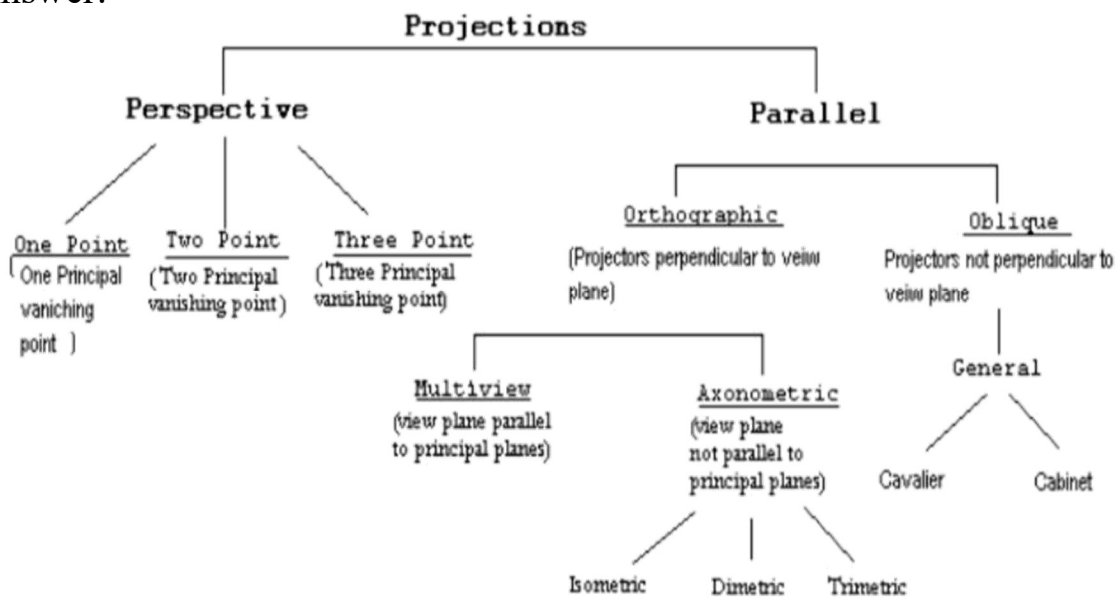 Projections
Perspective
Parallel
One Point
( One Principal
vaniching
point )
Two Point
(Two Principal
vanishing point)
Three Point
(Three Principal
vanishing point)
Orthographic
(Projectors perpendicular to veiw
plane)
Oblique
Projectors not perpendicular to
veiw plane
Multiview
(view plane parallel
to principal planes)
Axonometric
(view plane
not parallel to
principal planes)
General
Cavalier
Cabinet
Isometric
Dimetric
Trimetric